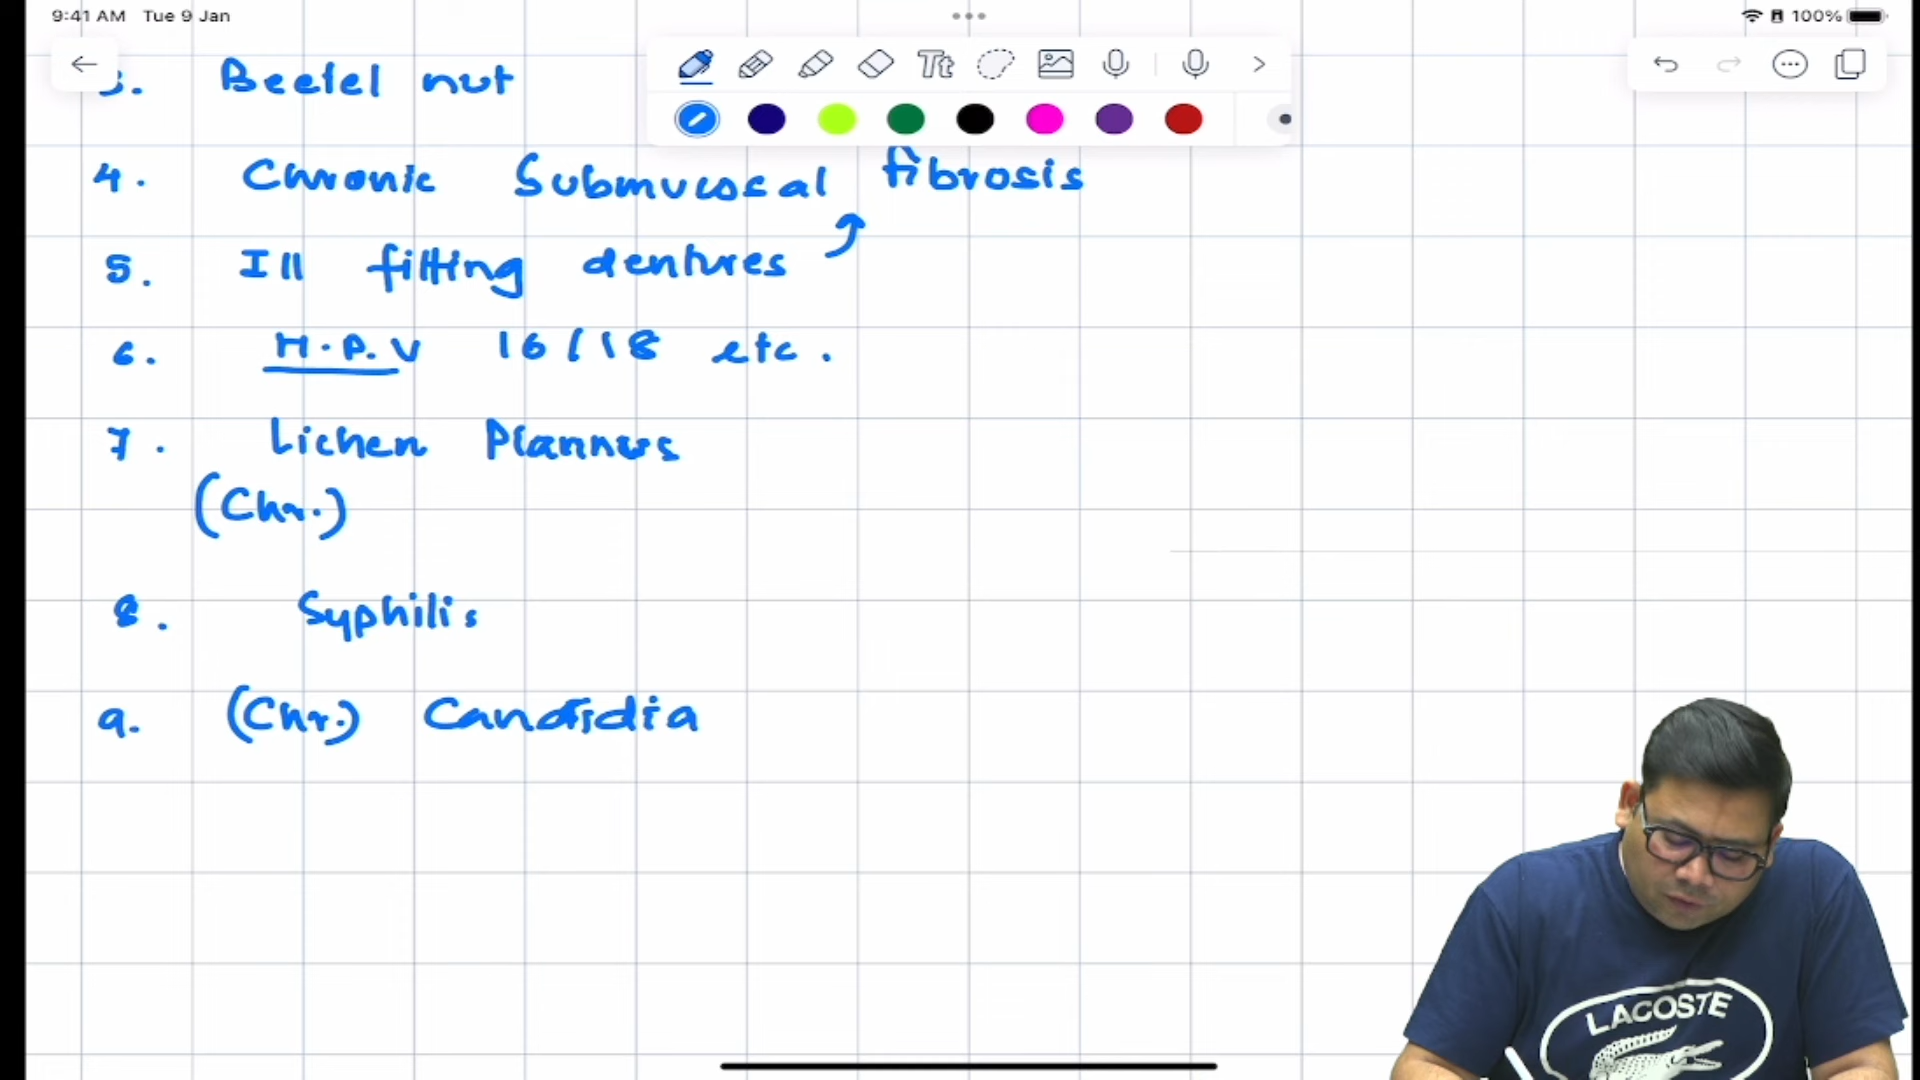 9:41 AM Tue 9 Jan
100%
Tt
3. Beetel nut
4. Chronic Submucosal fibrosis
5. Ill fitting dentures
6. H.P.V 16/18 etc.
7. Lichen Plannus
(Chr.)
8. Syphilis
9. (Chr.) Candidia
LACOSTE